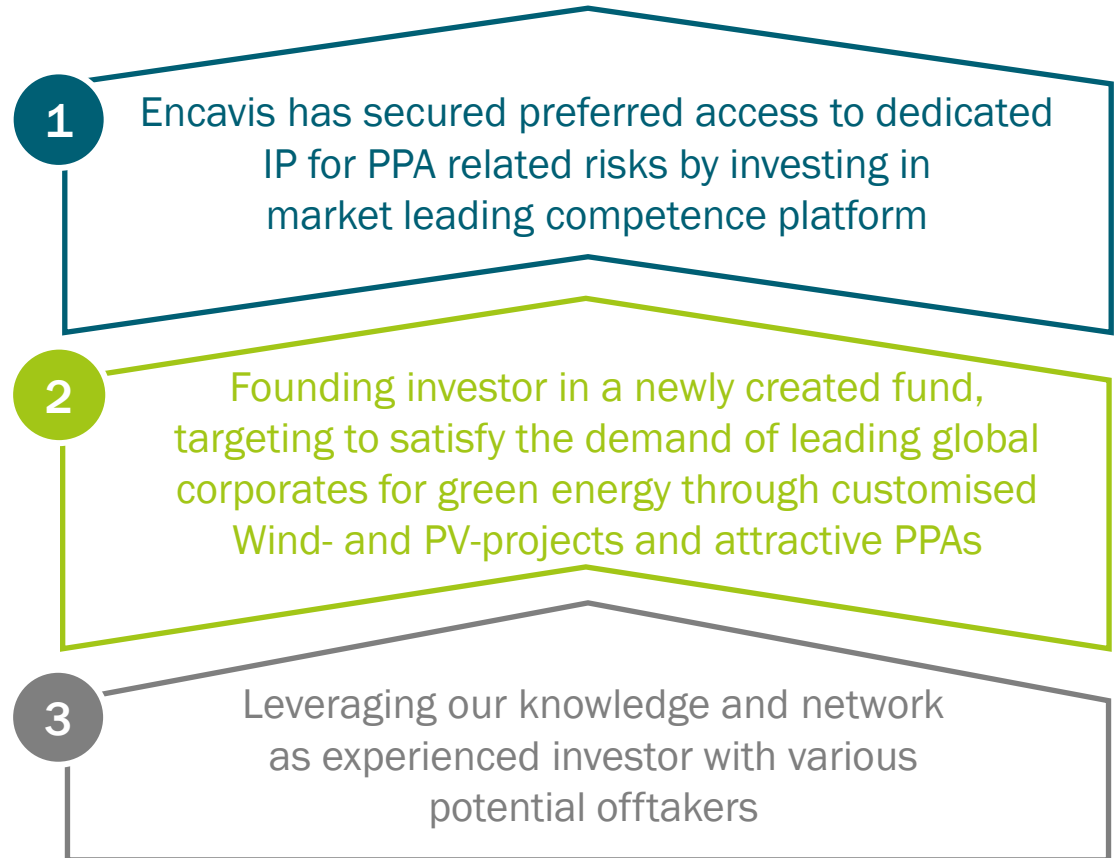 1
Encavis has secured preferred access to dedicated
IP for PPA related risks by investing in
market leading competence platform
2
Founding investor in a newly created fund,
targeting to satisfy the demand of leading global
corporates for green energy through customised
Wind- and PV-projects and attractive PPAs
3
Leveraging our knowledge and network
as experienced investor with various
potential offtakers